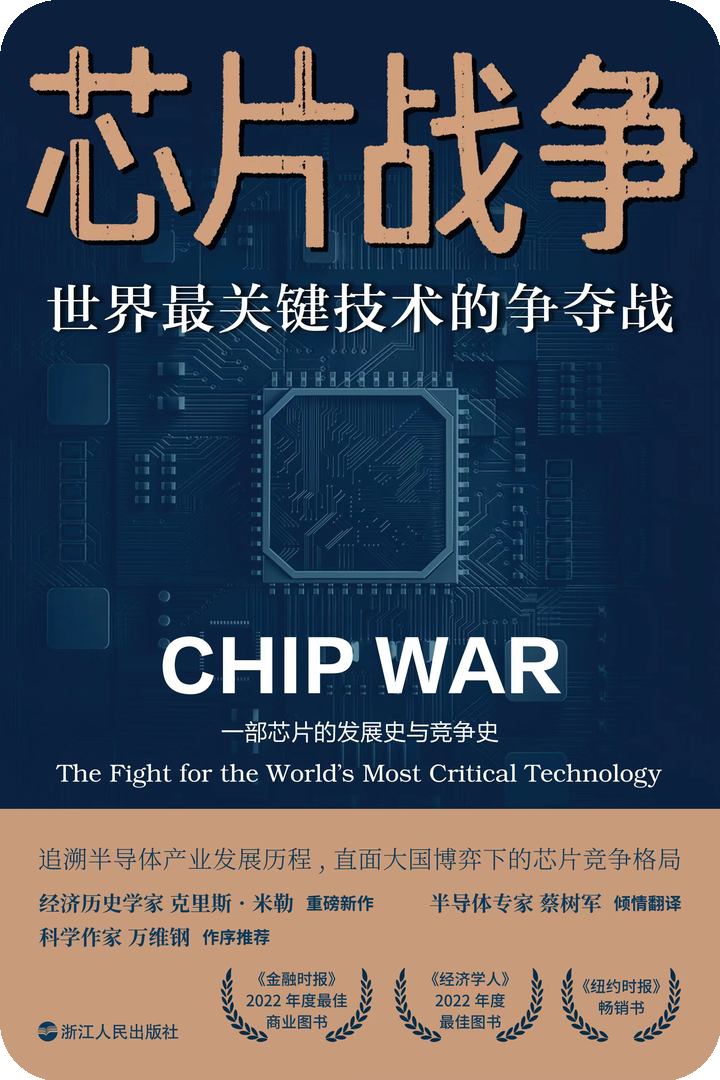 芯片战争
世界最关键技术的争夺战
CHIP WAR
一部芯片的发展史与竞争史
The Fight for the World's Most Critical Technology
追溯半导体产业发展历程，直面大国博弈下的芯片竞争格局
经济历史学家 克里斯·米勒 重磅新作 半导体专家 蔡树军 倾情翻译
科学作家 万维钢 作序推荐
《金融时报》
2022 年度最佳
商业图书
《经济学人》
2022 年度
最佳图书
《纽约时报》
畅销书
浙江人民出版社